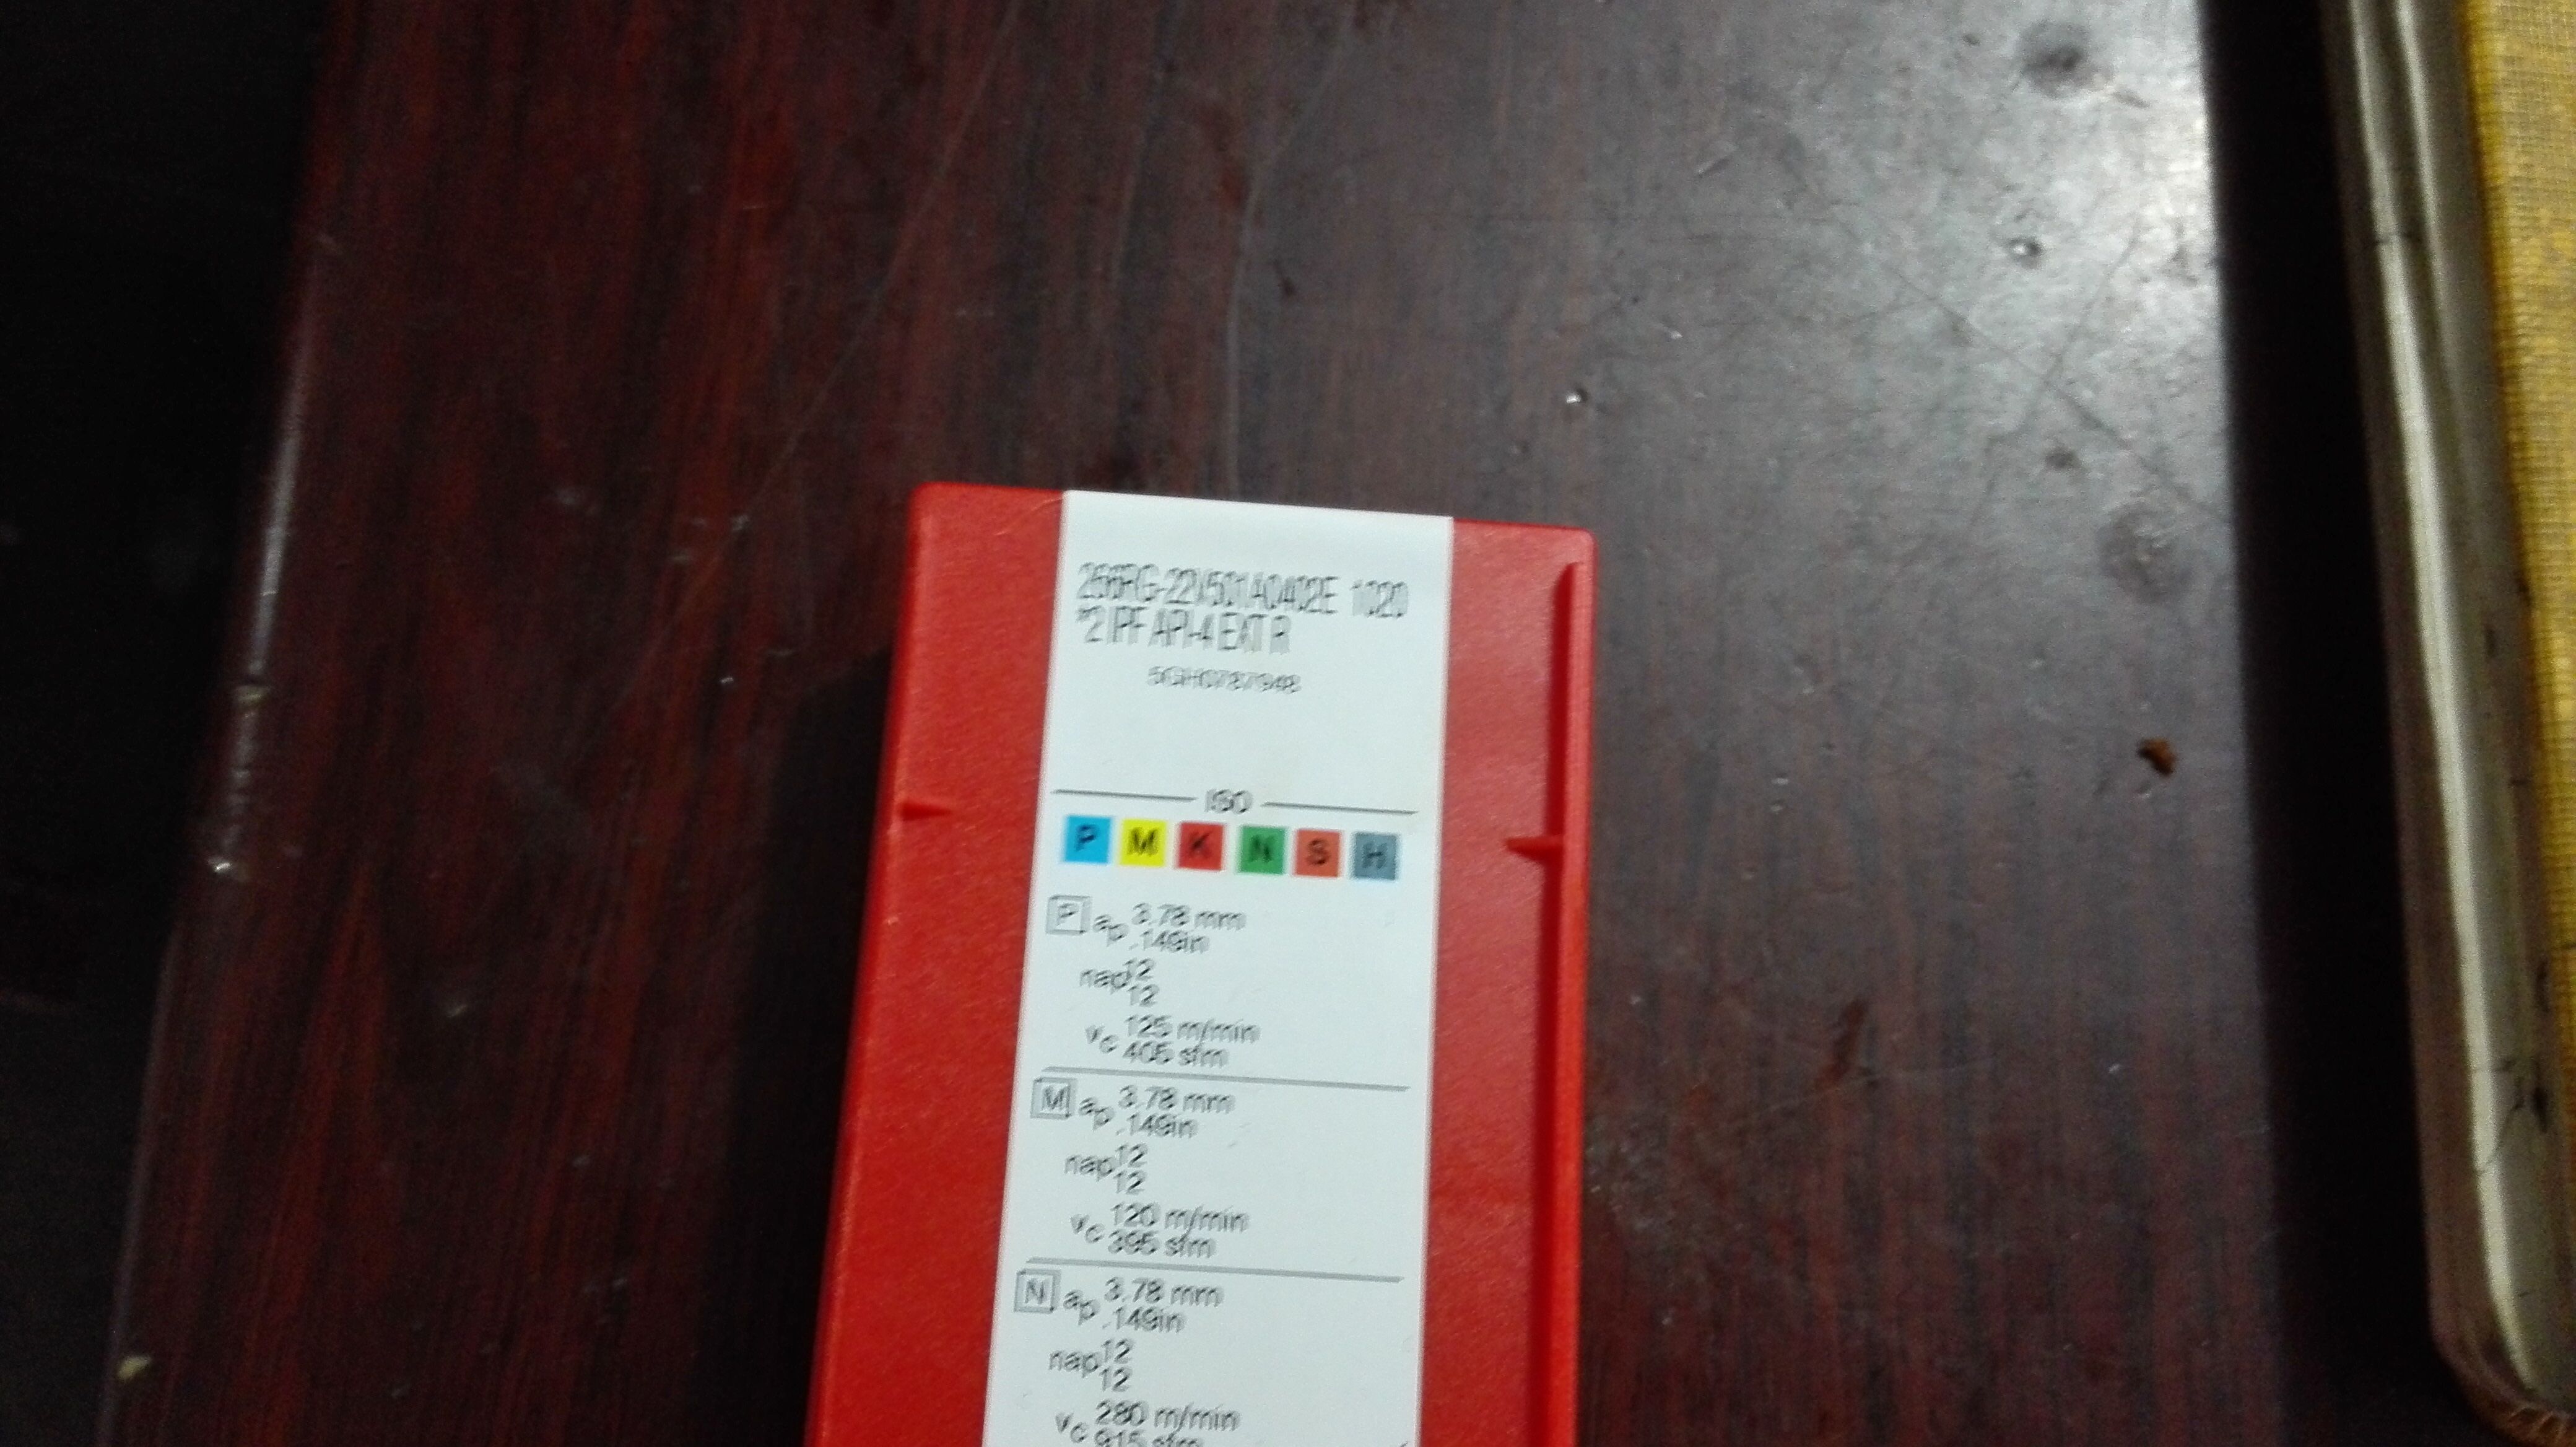 266RG-22V501A0402E 1020
*2 IPF API-4 EXT R
ISO
P M K N S H
P ap 3.78 mm
.149in
nap 12
12
vc 125 m/min
405 sfm
M ap 3.78 mm
.149in
nap 12
12
vc 120 m/min
395 sfm
N ap 3.78 mm
.149in
nap 12
12
vc 280 m/min
915 sfm